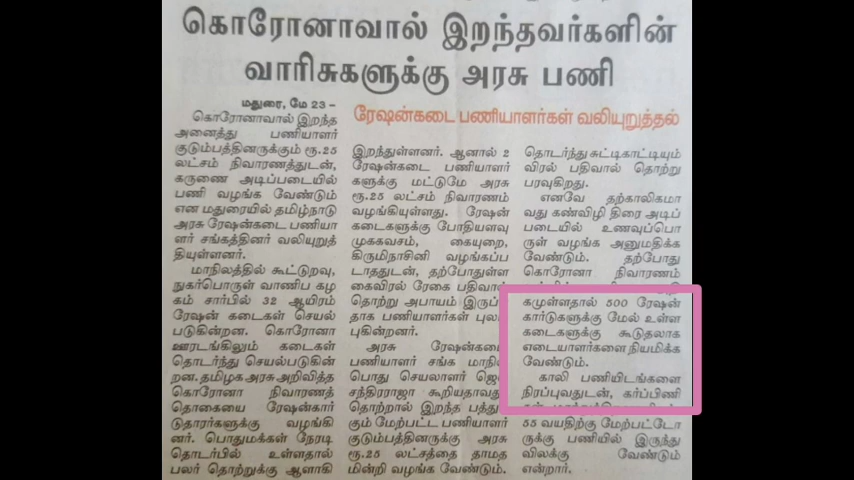 கொரோனாவால் இறந்தவர்களின்
வாரிசுகளுக்கு அரசு பணி
ரேஷன்கடை பணியாளர்கள் வலியுறுத்தல்
மதுரை, மே 23 –
கொரோனாவால் இறந்த
அனைத்து பணியாளர்
குடும்பத்தினருக்கும் ரூ.25
லட்சம் நிவாரணத்துடன்,
கருணை அடிப்படையில்
பணி வழங்க வேண்டும்
என மதுரையில் தமிழ்நாடு
அரசு ரேஷன்கடை பணியா
ளர் சங்கத்தினர் வலியுறுத்
தியுள்ளனர்.
மாநிலத்தில் கூட்டுறவு,
நுகர்பொருள் வாணிப கழ
கம் சார்பில் 32 ஆயிரம்
ரேஷன் கடைகள் செயல்
படுகின்றன. கொரோனா
ஊரடங்கிலும் கடைகள்
தொடர்ந்து செயல்படுகின்
றன. தமிழக அரசு அறிவித்த
கொரோனா நிவாரணத்
தொகையை ரேஷன்கார்
டுதாரர்களுக்கு வழங்கி
னர். பொதுமக்கள் நேரடி
தொடர்பில் உள்ளதால்
பலர் தொற்றுக்கு ஆளாகி
இறந்துள்ளனர். ஆனால் 2
ரேஷன்கடை பணியாளர்
களுக்கு மட்டுமே அரசு
ரூ.25 லட்சம் நிவாரணம்
வழங்கியுள்ளது. ரேஷன்
கடைகளுக்கு போதியளவு
முககவசம், கையுறை,
கிருமிநாசினி வழங்கப்ப
டாததுடன், தற்போதுள்ள
கைவிரல் ரேகை பதிவால்
தொற்று அபாயம் இருப்
தாக பணியாளர்கள் புலம்
புகின்றனர்.
அரசு ரேஷன்கடை
பணியாளர் சங்க மாநில
பொது செயலாளர் ஜெ
சந்திரராஜா கூறியதாவது
தொற்றால் இறந்த பத்துக்
கும் மேற்பட்ட பணியாளர்
குடும்பத்தினருக்கு அரசு
ரூ.25 லட்சத்தை தாமத
மின்றி வழங்க வேண்டும்.
தொடர்ந்து சுட்டிகாட்டியும்
விரல் பதிவால் தொற்று
பரவுகிறது.
எனவே தற்காலிகமா
வது கண்விழி திரை அடிப்
படையில் உணவுப்பொ
ருள் வழங்க அனுமதிக்க
வேண்டும். தற்போது
கொரோனா நிவாரணம்
கமுள்ளதால் 500 ரேஷன்
கார்டுகளுக்கு மேல் உள்ள
கடைகளுக்கு கூடுதலாக
எடையாளர்களை நியமிக்க
வேண்டும்.
காலி பணியிடங்களை
நிரப்புவதுடன், கர்ப்பிணி
55 வயதிற்கு மேற்பட்டோ
ருக்கு பணியில் இருந்து
விலக்கு வேண்டும்
என்றார்.